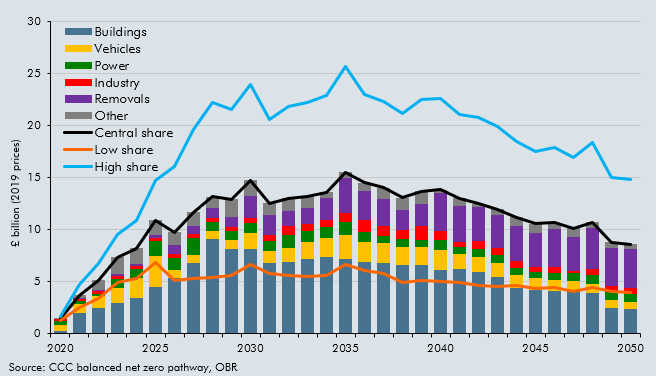 £ billion (2019 prices)
30
25
20
15
10
5
0
Buildings
Vehicles
Power
Industry
Removals
Other
Central share
Low share
High share
2020 2025 2030 2035 2040 2045 2050
Source: CCC balanced net zero pathway, OBR